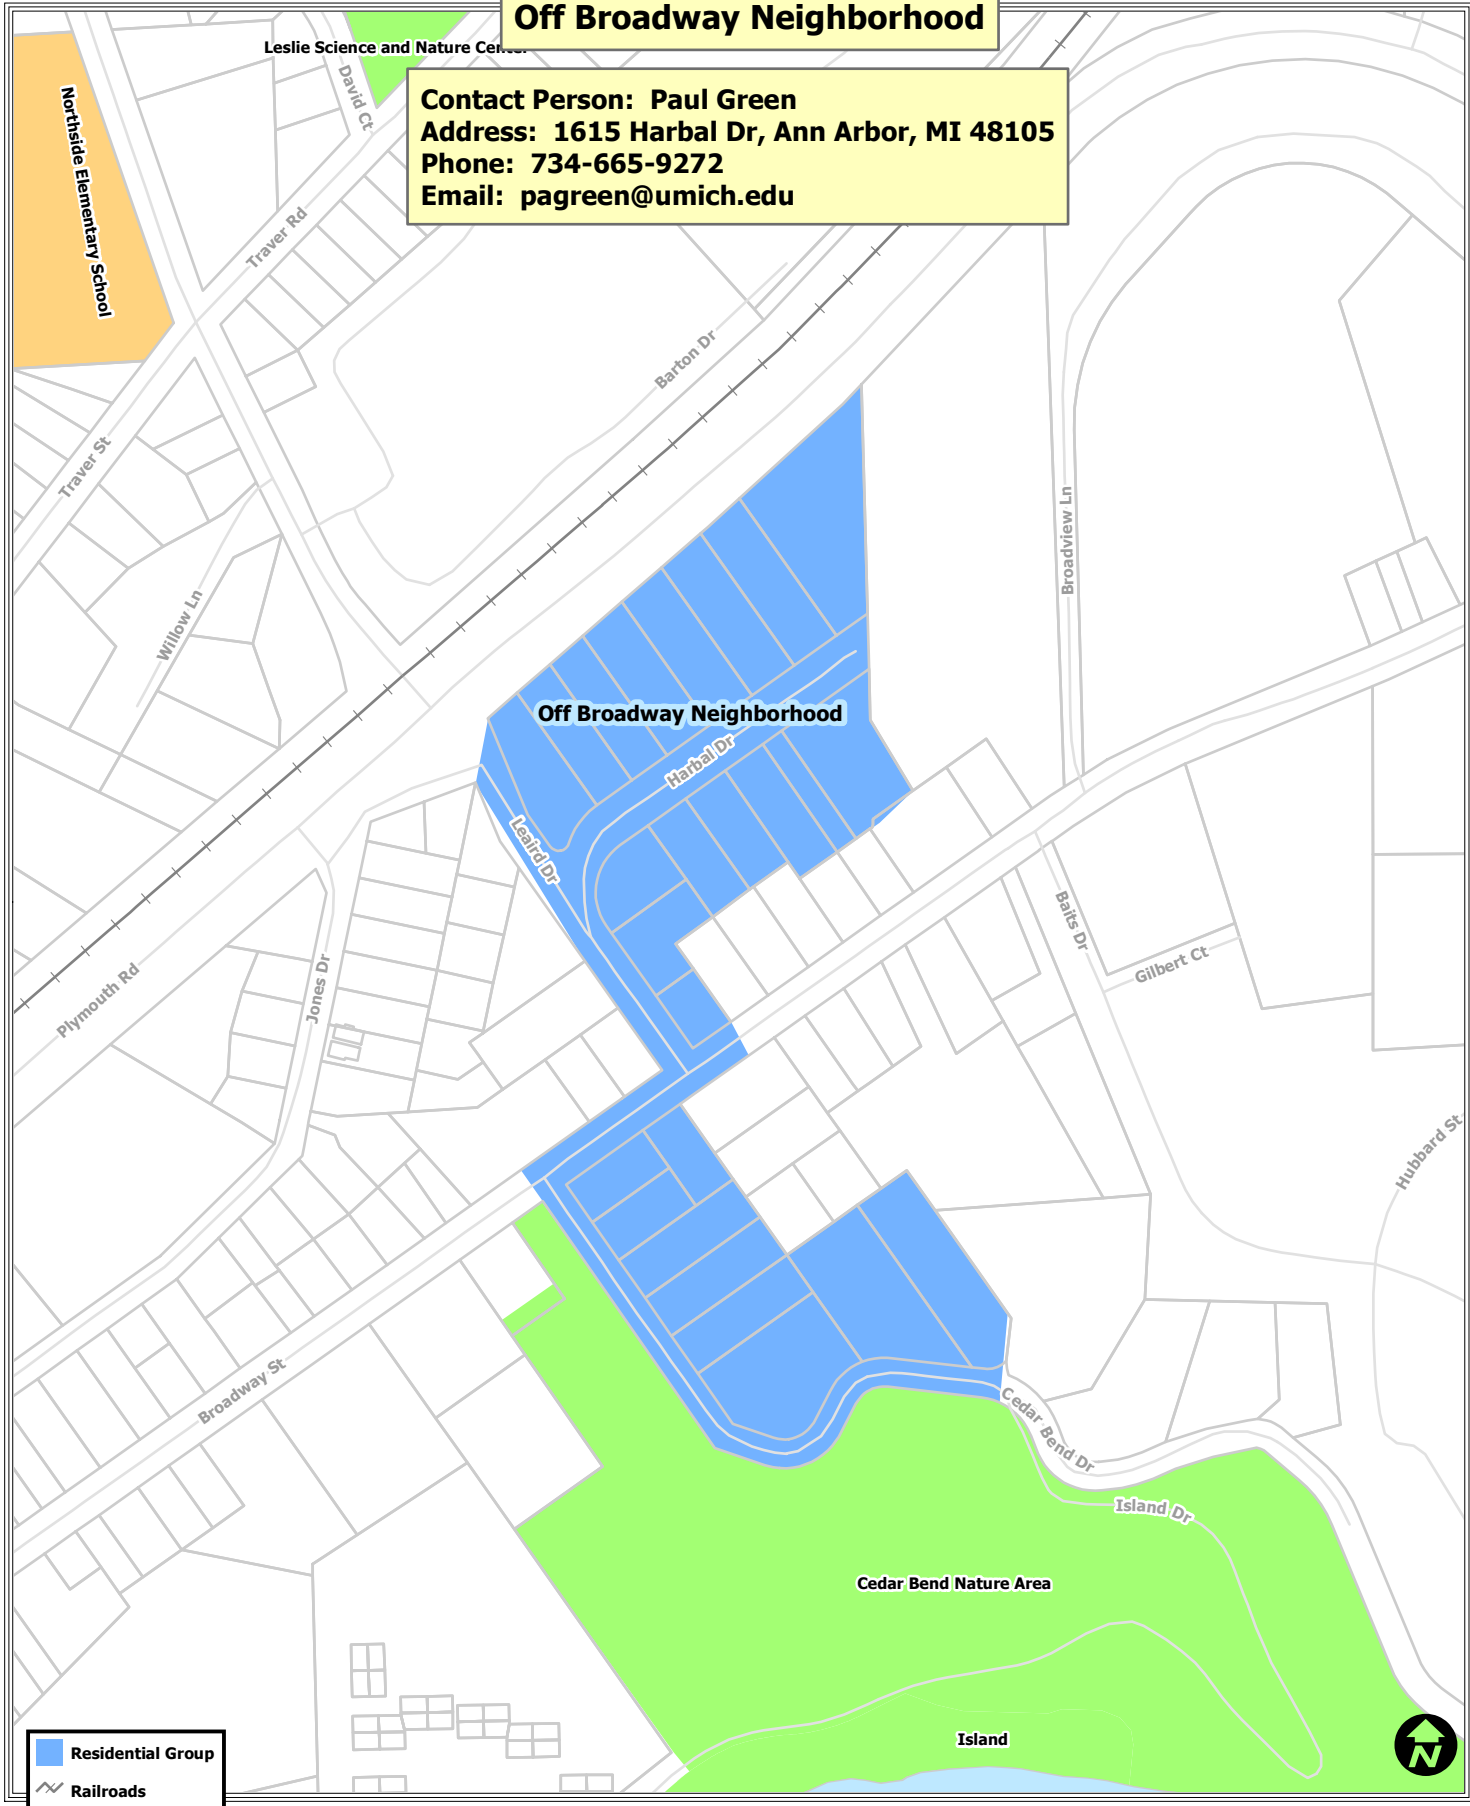 Off Broadway Neighborhood
Leslie Science and Nature Center
Contact Person: Paul Green
Address: 1615 Harbal Dr, Ann Arbor, MI 48105
Phone: 734-665-9272
Email: pagreen@umich.edu
David Ct
Northside Elementary School
Traver Rd
Barton Dr
Traver St
Broadview Ln
Willow Ln
Off Broadway Neighborhood
Harbal Dr
Leaird Dr
Baits Dr
Gilbert Ct
Plymouth Rd
Jones Dr
Hubbard St
Broadway St
Cedar Bend Dr
Island Dr
Cedar Bend Nature Area
Island
N
Residential Group
Railroads